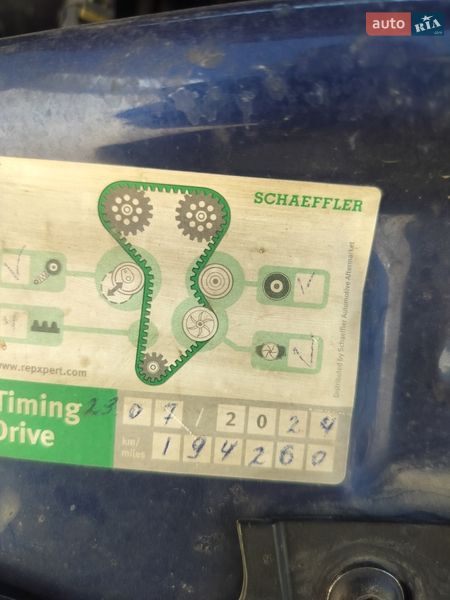 auto RIA .com
SCHAEFFLER
Distributed by Schaeffler Automotive Aftermarket
www.repxpert.com
Timing 23 07 / 2024
Drive km/ miles 194260